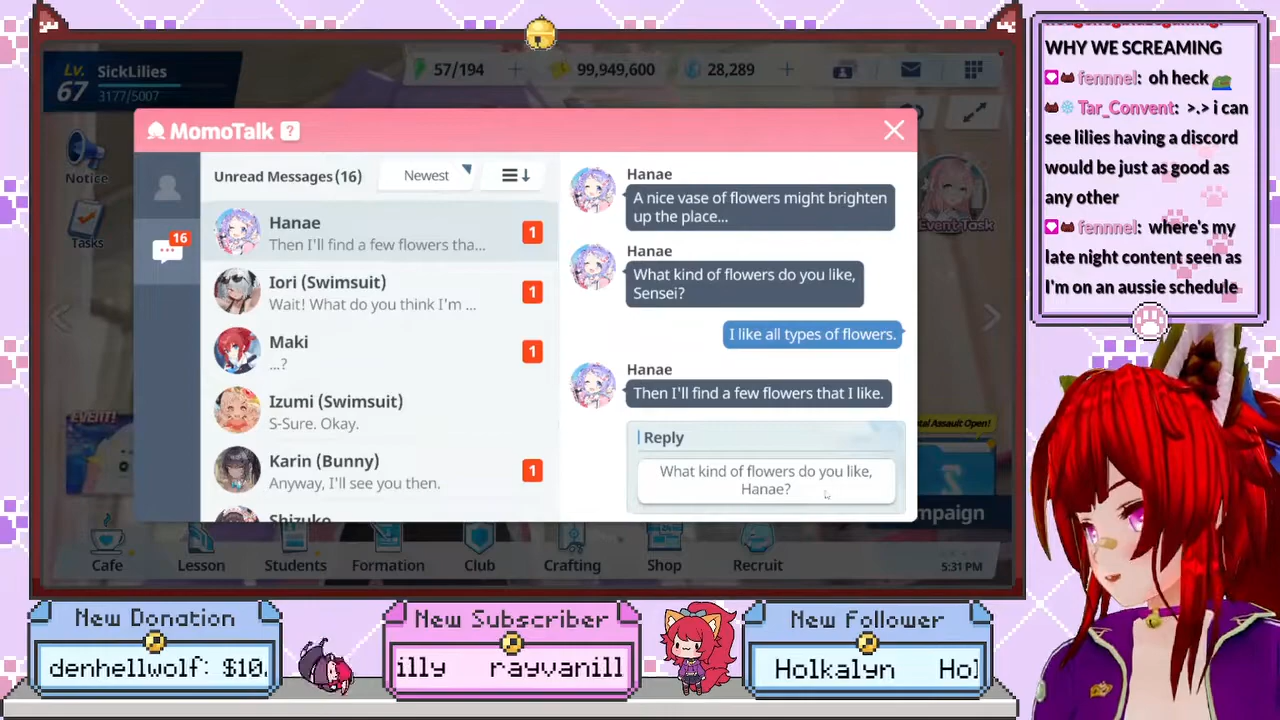 Lv. 67
SickLilies
3177/5007
57/194
99,949,600
28,289
Notice
Tasks
EVENT!
Event Task
MomoTalk ?
Unread Messages (16)
Newest
16
Hanae
Then I'll find a few flowers tha...
1
Iori (Swimsuit)
Wait! What do you think I'm ...
1
Maki
...?
1
Izumi (Swimsuit)
S-Sure. Okay.
Karin (Bunny)
Anyway, I'll see you then.
1
Shizuko
Hanae
A nice vase of flowers might brighten
up the place...
Hanae
What kind of flowers do you like,
Sensei?
I like all types of flowers.
Hanae
Then I'll find a few flowers that I like.
Reply
What kind of flowers do you like,
Hanae?
tal Assault Open!
mpaign
Cafe
Lesson
Students
Formation
Club
Crafting
Shop
Recruit
5:31 PM
WHY WE SCREAMING
fennnel: oh heck
Tar_Convent: >.> i can
see lilies having a discord
would be just as good as
any other
fennnel: where's my
late night content seen as
I'm on an aussie schedule
New Donation
denhellwolf: $10.
New Subscriber
illy rayvanill
New Follower
Holkalyn Hol